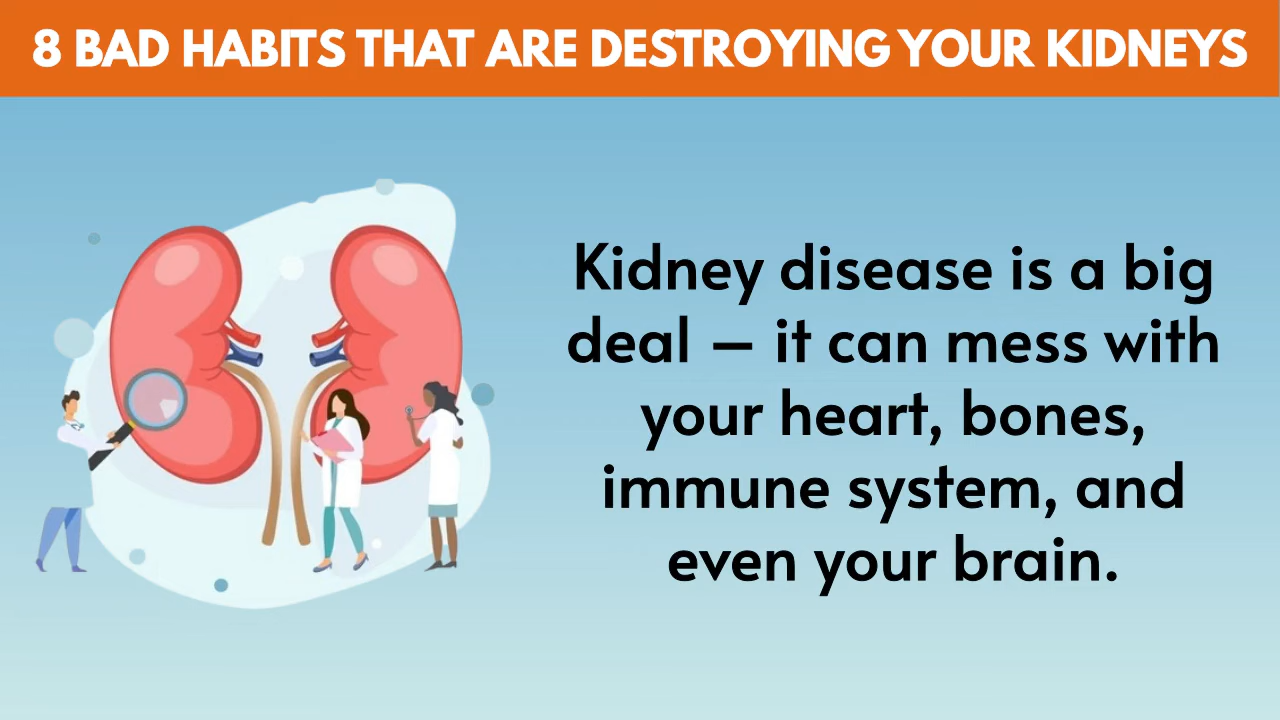 8 BAD HABITS THAT ARE DESTROYING YOUR KIDNEYS
Kidney disease is a big
deal – it can mess with
your heart, bones,
immune system, and
even your brain.